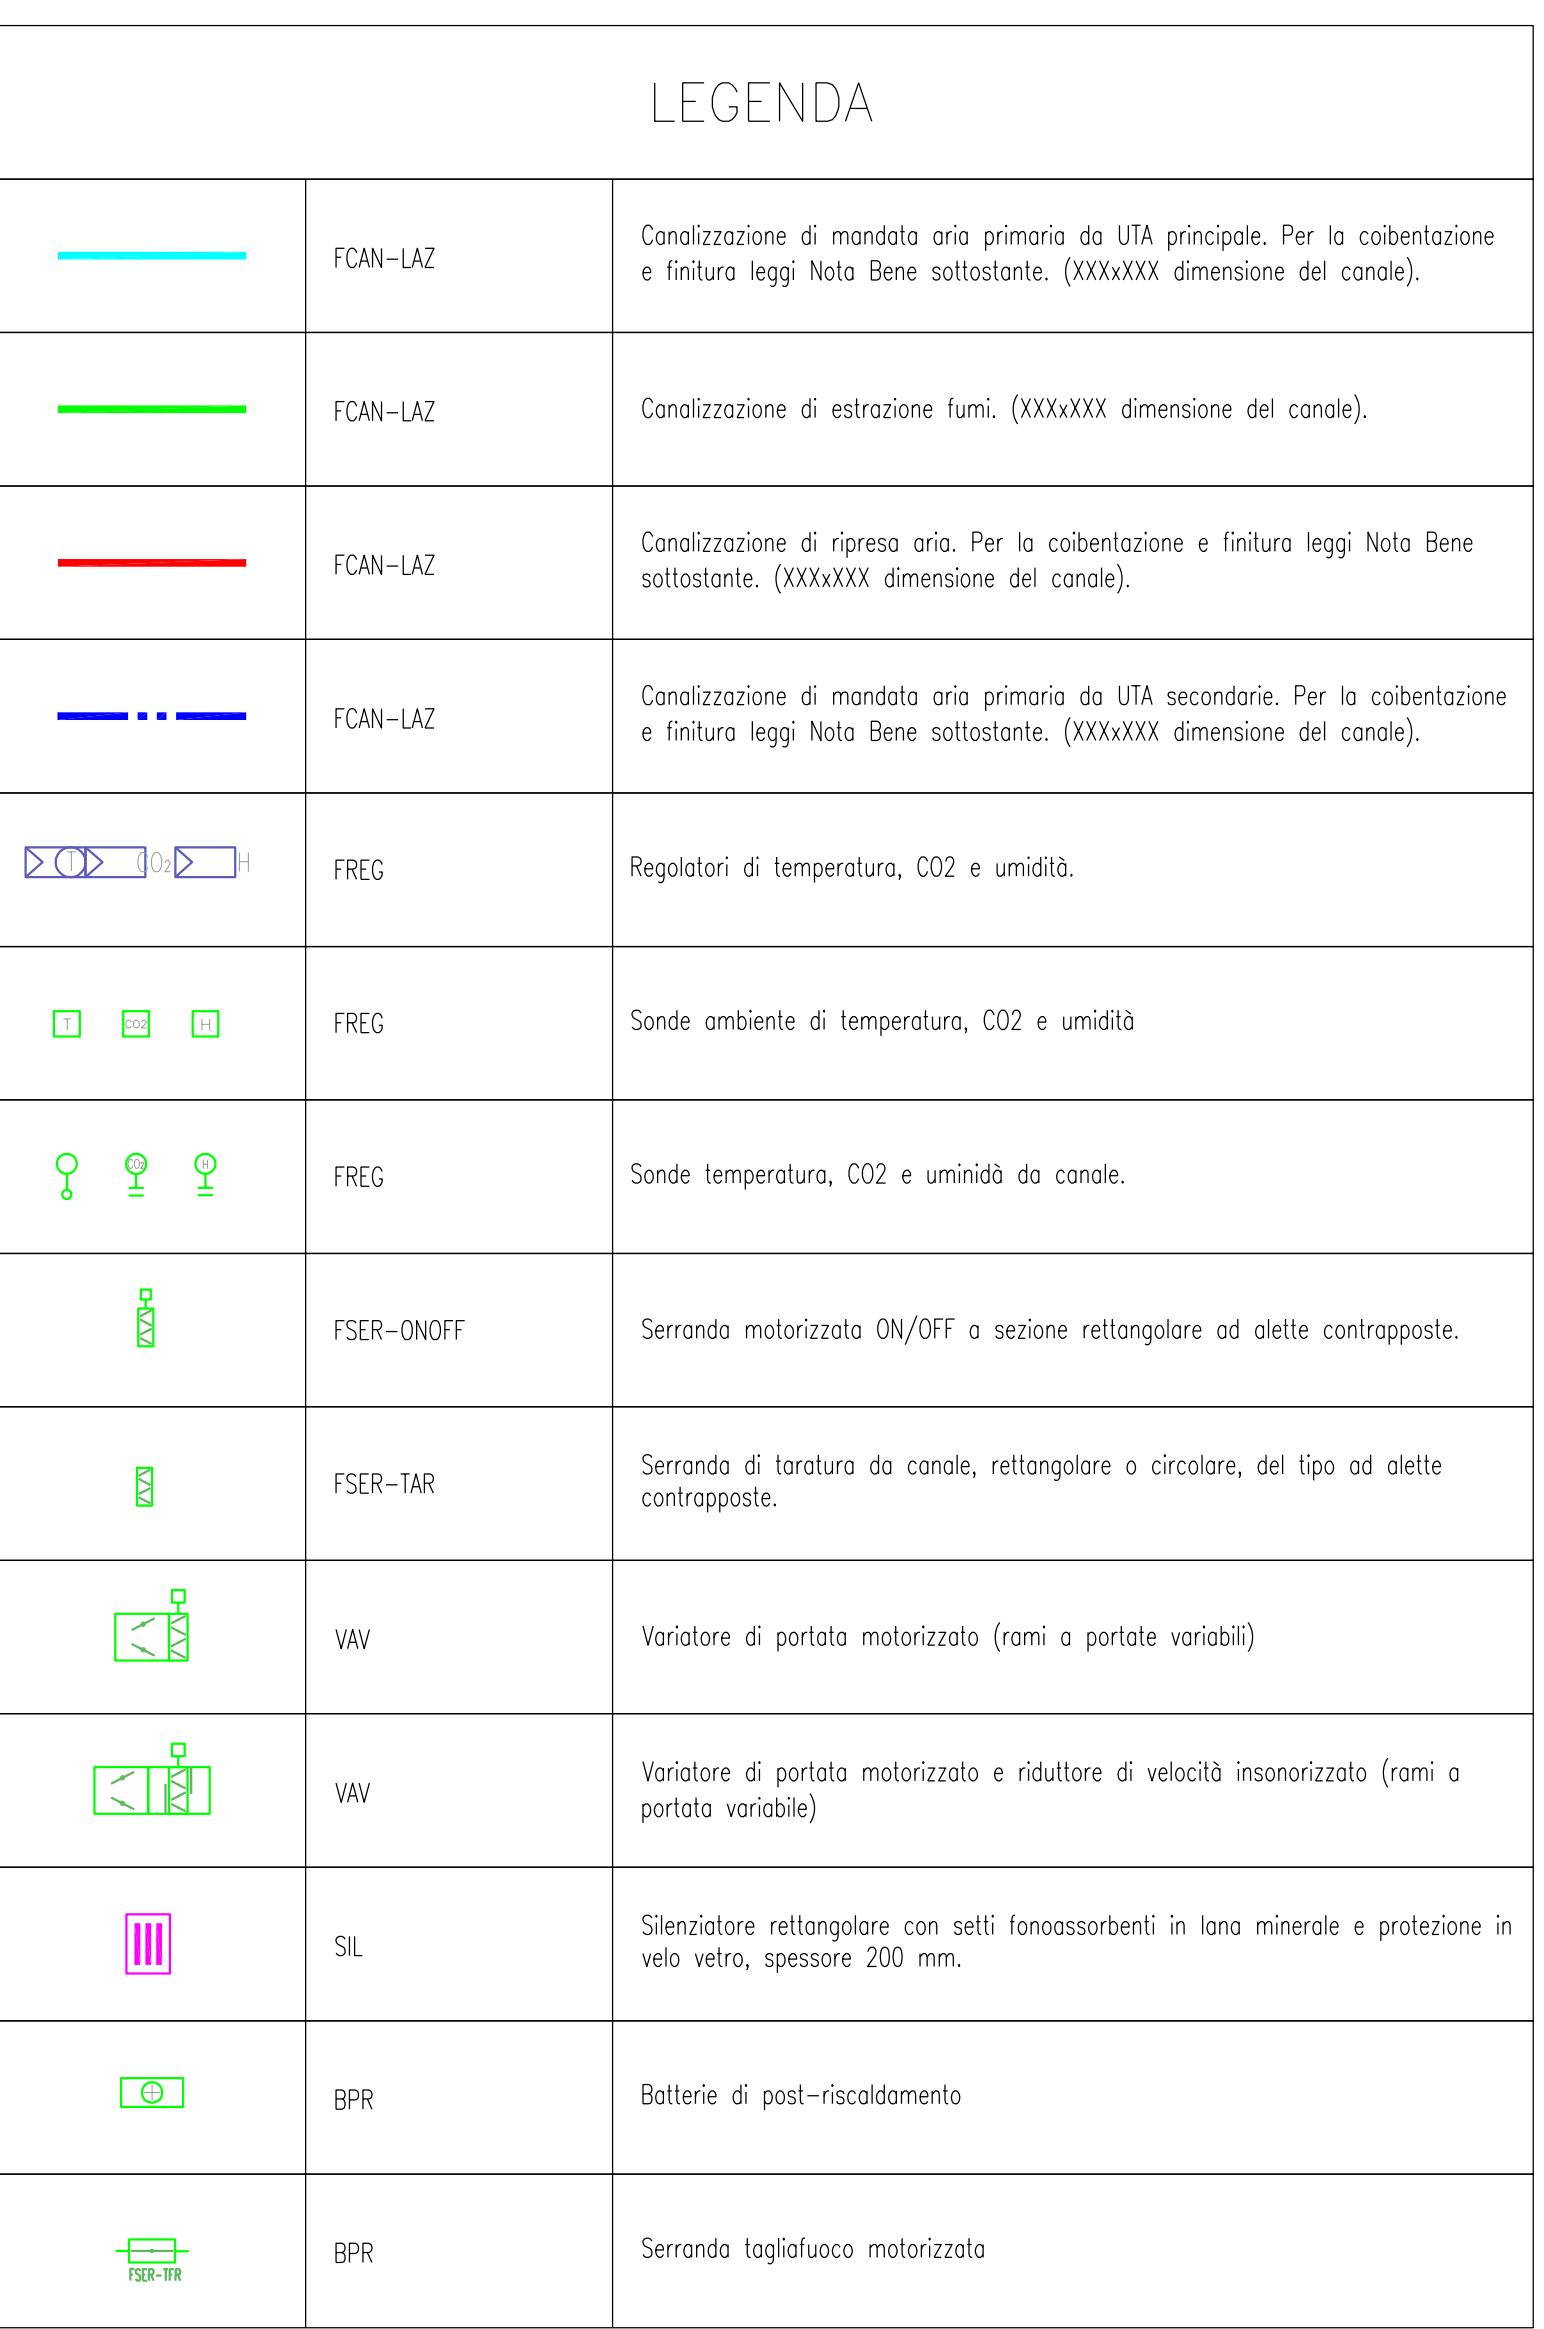 LEGENDA
FCAN-LAZ
Canalizzazione di mandata aria primaria da UTA principale. Per la coibentazione
e finitura leggi Nota Bene sottostante. (XXXxXXX dimensione del canale).
FCAN-LAZ
Canalizzazione di estrazione fumi. (XXXxXXX dimensione del canale).
FCAN-LAZ
Canalizzazione di ripresa aria. Per la coibentazione e finitura leggi Nota Bene
sottostante. (XXXxXXX dimensione del canale).
FCAN-LAZ
Canalizzazione di mandata aria primaria da UTA secondarie. Per la coibentazione
e finitura leggi Nota Bene sottostante. (XXXxXXX dimensione del canale).
T CO2 H
FREG
Regolatori di temperatura, CO2 e umidità.
T CO2 H
FREG
Sonde ambiente di temperatura, CO2 e umidità
CO2 H
FREG
Sonde temperatura, CO2 e uminidà da canale.
FSER-ONOFF
Serranda motorizzata ON/OFF a sezione rettangolare ad alette contrapposte.
FSER-TAR
Serranda di taratura da canale, rettangolare o circolare, del tipo ad alette
contrapposte.
VAV
Variatore di portata motorizzato (rami a portate variabili)
VAV
Variatore di portata motorizzato e riduttore di velocità insonorizzato (rami a
portata variabile)
SIL
Silenziatore rettangolare con setti fonoassorbenti in lana minerale e protezione in
velo vetro, spessore 200 mm.
BPR
Batterie di post-riscaldamento
FSER-TFR
BPR
Serranda tagliafuoco motorizzata